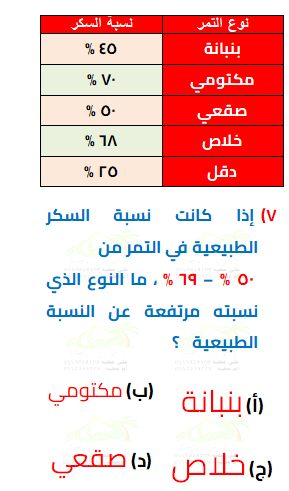 نوع التمر نسبة السكر
بنبانة ٤٥ %
مكتومي ٧٠ %
صقعي ٥٠ %
خلاص ٦٨ %
دقل ٢٥ %
٧) إذا كانت نسبة السكر
الطبيعية في التمر من
٥٠ % – ٦٩ % ، ما النوع الذي
نسبته مرتفعة عن النسبة
الطبيعية ؟
(أ) بنبانة (ب) مكتومي
(ج) خلاص (د) صقعي